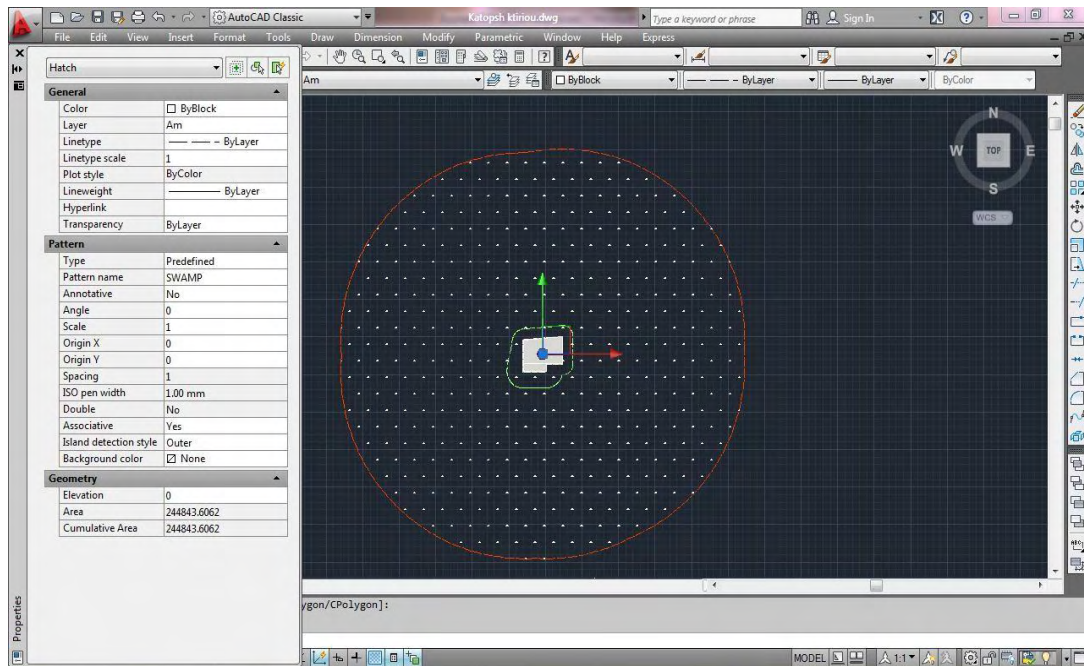 AutoCAD Classic
Katopsh ktiriou.dwg
Type a keyword or phrase
Sign In
File Edit View Insert Format Tools Draw Dimension Modify Parametric Window Help Express
Hatch
Am
ByBlock
ByLayer
ByLayer
ByColor
General
Color ByBlock
Layer Am
Linetype ByLayer
Linetype scale 1
Plot style ByColor
Lineweight ByLayer
Hyperlink
Transparency ByLayer
Pattern
Type Predefined
Pattern name SWAMP
Annotative No
Angle 0
Scale 1
Origin X 0
Origin Y 0
Spacing 1
ISO pen width 1.00 mm
Double No
Associative Yes
Island detection style Outer
Background color None
Geometry
Elevation 0
Area 244843.6062
Cumulative Area 244843.6062
N
W TOP E
S
WCS
ygon/CPolygon]:
Properties
MODEL 1:1